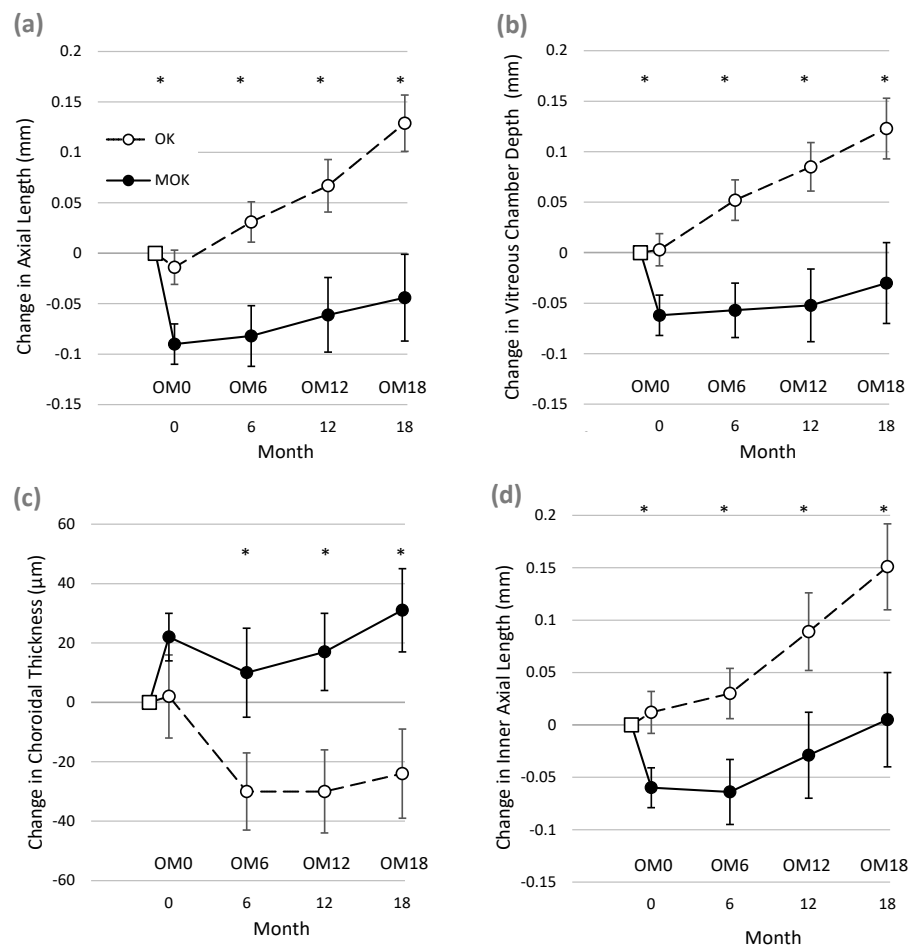 (a)
Change in Axial Length (mm)
0.2
0.15
0.1
0.05
0
-0.05
-0.1
-0.15
* * * *
OK
MOK
OM0 OM6 OM12 OM18
0 6 12 18
Month
(b)
Change in Vitreous Chamber Depth (mm)
0.2
0.15
0.1
0.05
0
-0.05
-0.1
-0.15
* * * *
OM0 OM6 OM12 OM18
0 6 12 18
Month
(c)
Change in Choroidal Thickness (µm)
60
40
20
0
-20
-40
-60
* * *
OM0 OM6 OM12 OM18
0 6 12 18
Month
(d)
Change in Inner Axial Length (mm)
0.2
0.15
0.1
0.05
0
-0.05
-0.1
-0.15
* * * *
OM0 OM6 OM12 OM18
0 6 12 18
Month